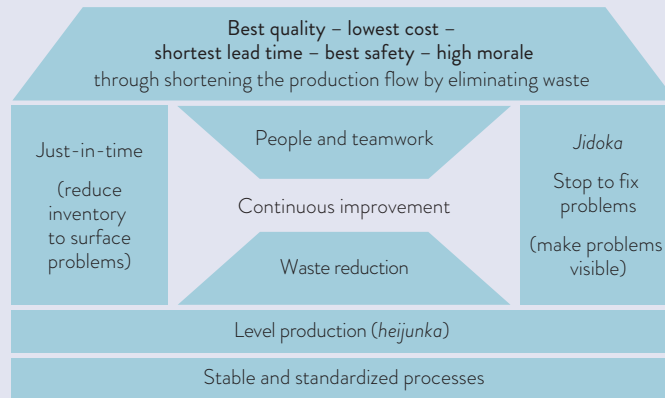 Best quality – lowest cost –
shortest lead time – best safety – high morale
through shortening the production flow by eliminating waste
Just-in-time
(reduce
inventory
to surface
problems)
People and teamwork
Continuous improvement
Waste reduction
Jidoka
Stop to fix
problems
(make problems
visible)
Level production (heijunka)
Stable and standardized processes